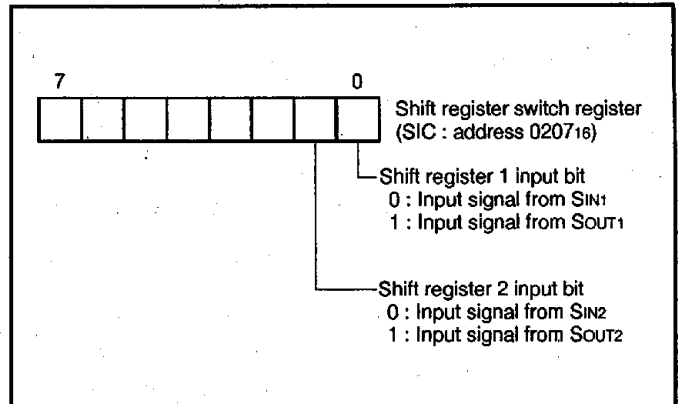 7 0
Shift register switch register
(SIC : address 020716)
Shift register 1 input bit
0 : Input signal from SIN1
1 : Input signal from SOUT1
Shift register 2 input bit
0 : Input signal from SIN2
1 : Input signal from SOUT2